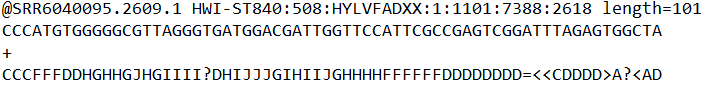 @SRR6040095.2609.1 HWI-ST840:508:HYLVFADXX:1:1101:7388:2618 length=101
CCCATGTGGGGGCGTTAGGGTGATGGACGATTGGTTCCATTCGCCGAGTCGGATTTAGAGTGGCTA
+
CCCFFFDDHGHHGJHGIIII?DHIJJJGIHIIJGHHHHFFFFFFDDDDDDDD=<<CDDDD>A?<AD